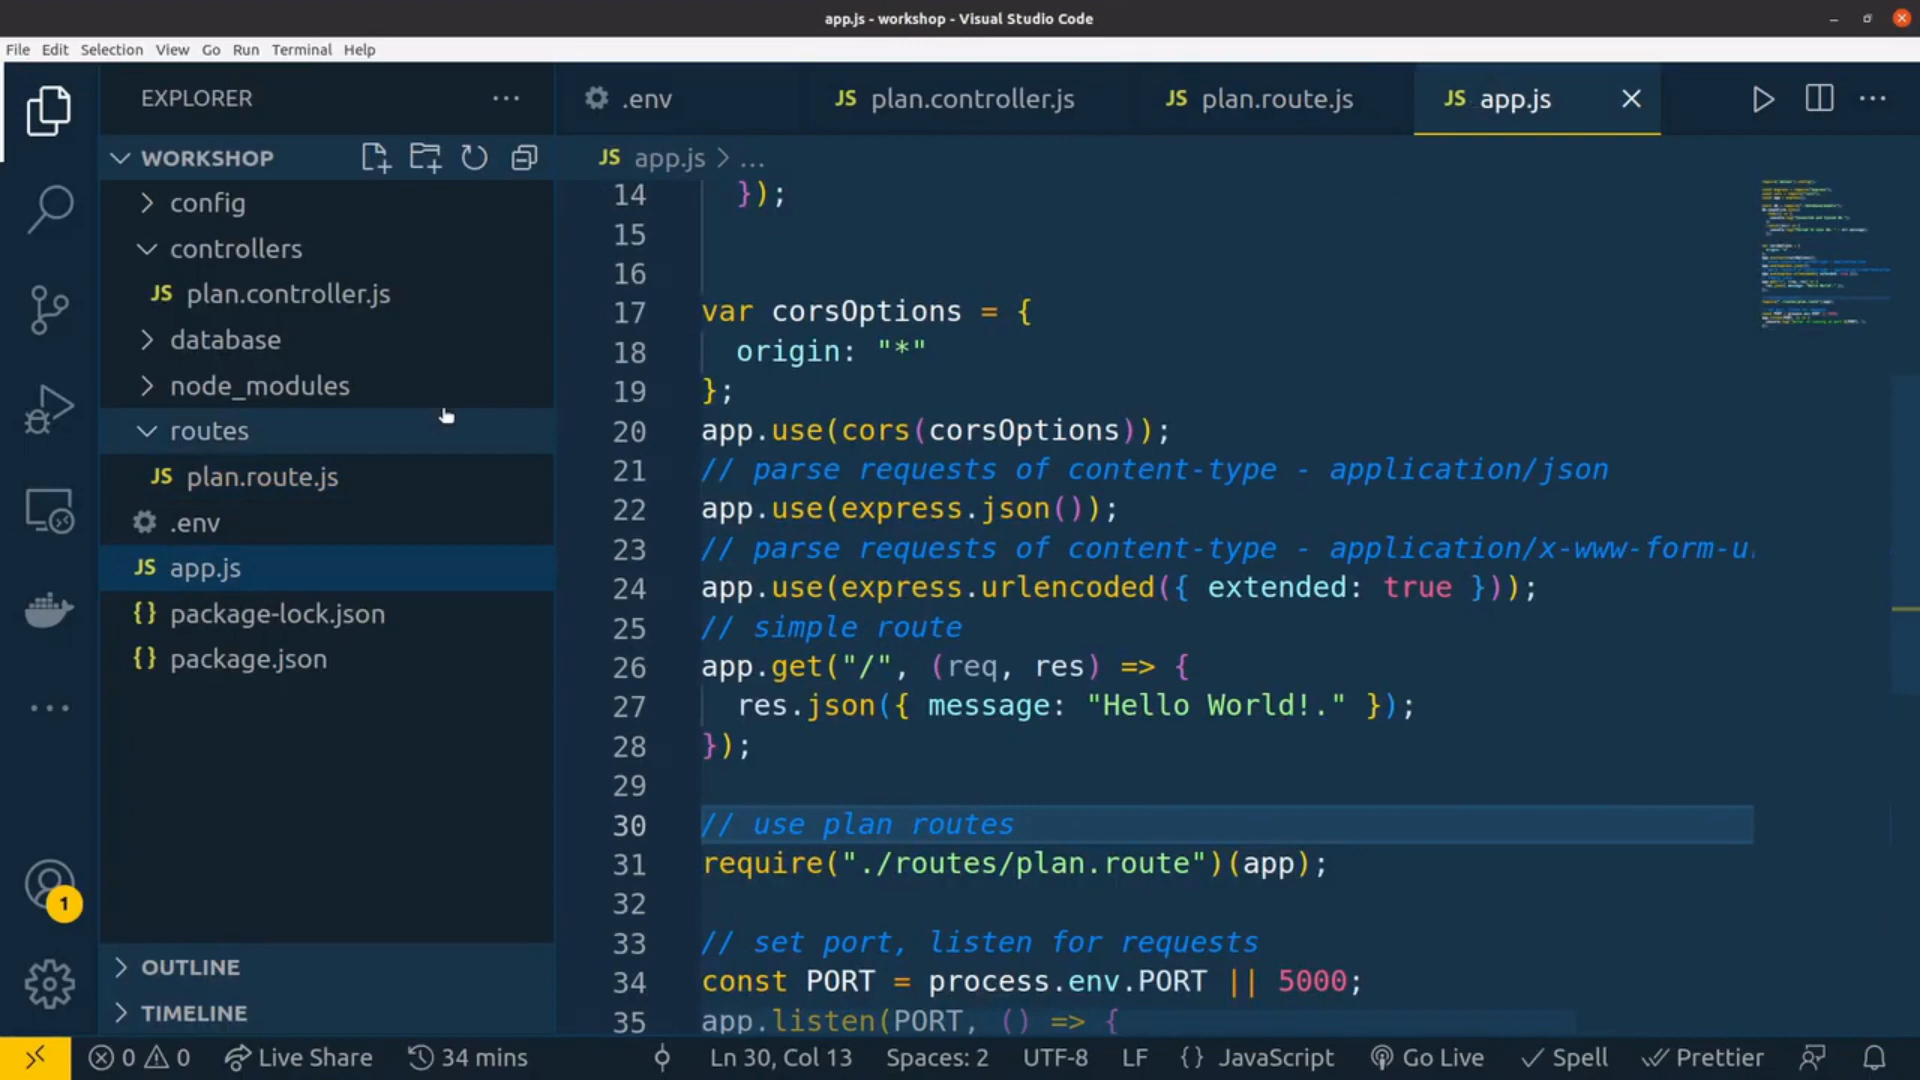 app.js - workshop - Visual Studio Code
File Edit Selection View Go Run Terminal Help
EXPLORER
WORKSHOP
config
controllers
JS plan.controller.js
database
node_modules
routes
JS plan.route.js
.env
JS app.js
{} package-lock.json
{} package.json
OUTLINE
TIMELINE
1
.env
JS plan.controller.js
JS plan.route.js
JS app.js
JS app.js > ...
14 });
15
16
17 var corsOptions = {
18 origin: "*"
19 };
20 app.use(cors(corsOptions));
21 // parse requests of content-type - application/json
22 app.use(express.json());
23 // parse requests of content-type - application/x-www-form-u
24 app.use(express.urlencoded({ extended: true }));
25 // simple route
26 app.get("/", (req, res) => {
27 res.json({ message: "Hello World!." });
28 });
29
30 // use plan routes
31 require("./routes/plan.route")(app);
32
33 // set port, listen for requests
34 const PORT = process.env.PORT || 5000;
35 app.listen(PORT, () => {
0 0 Live Share 34 mins Ln 30, Col 13 Spaces: 2 UTF-8 LF {} JavaScript Go Live Spell Prettier